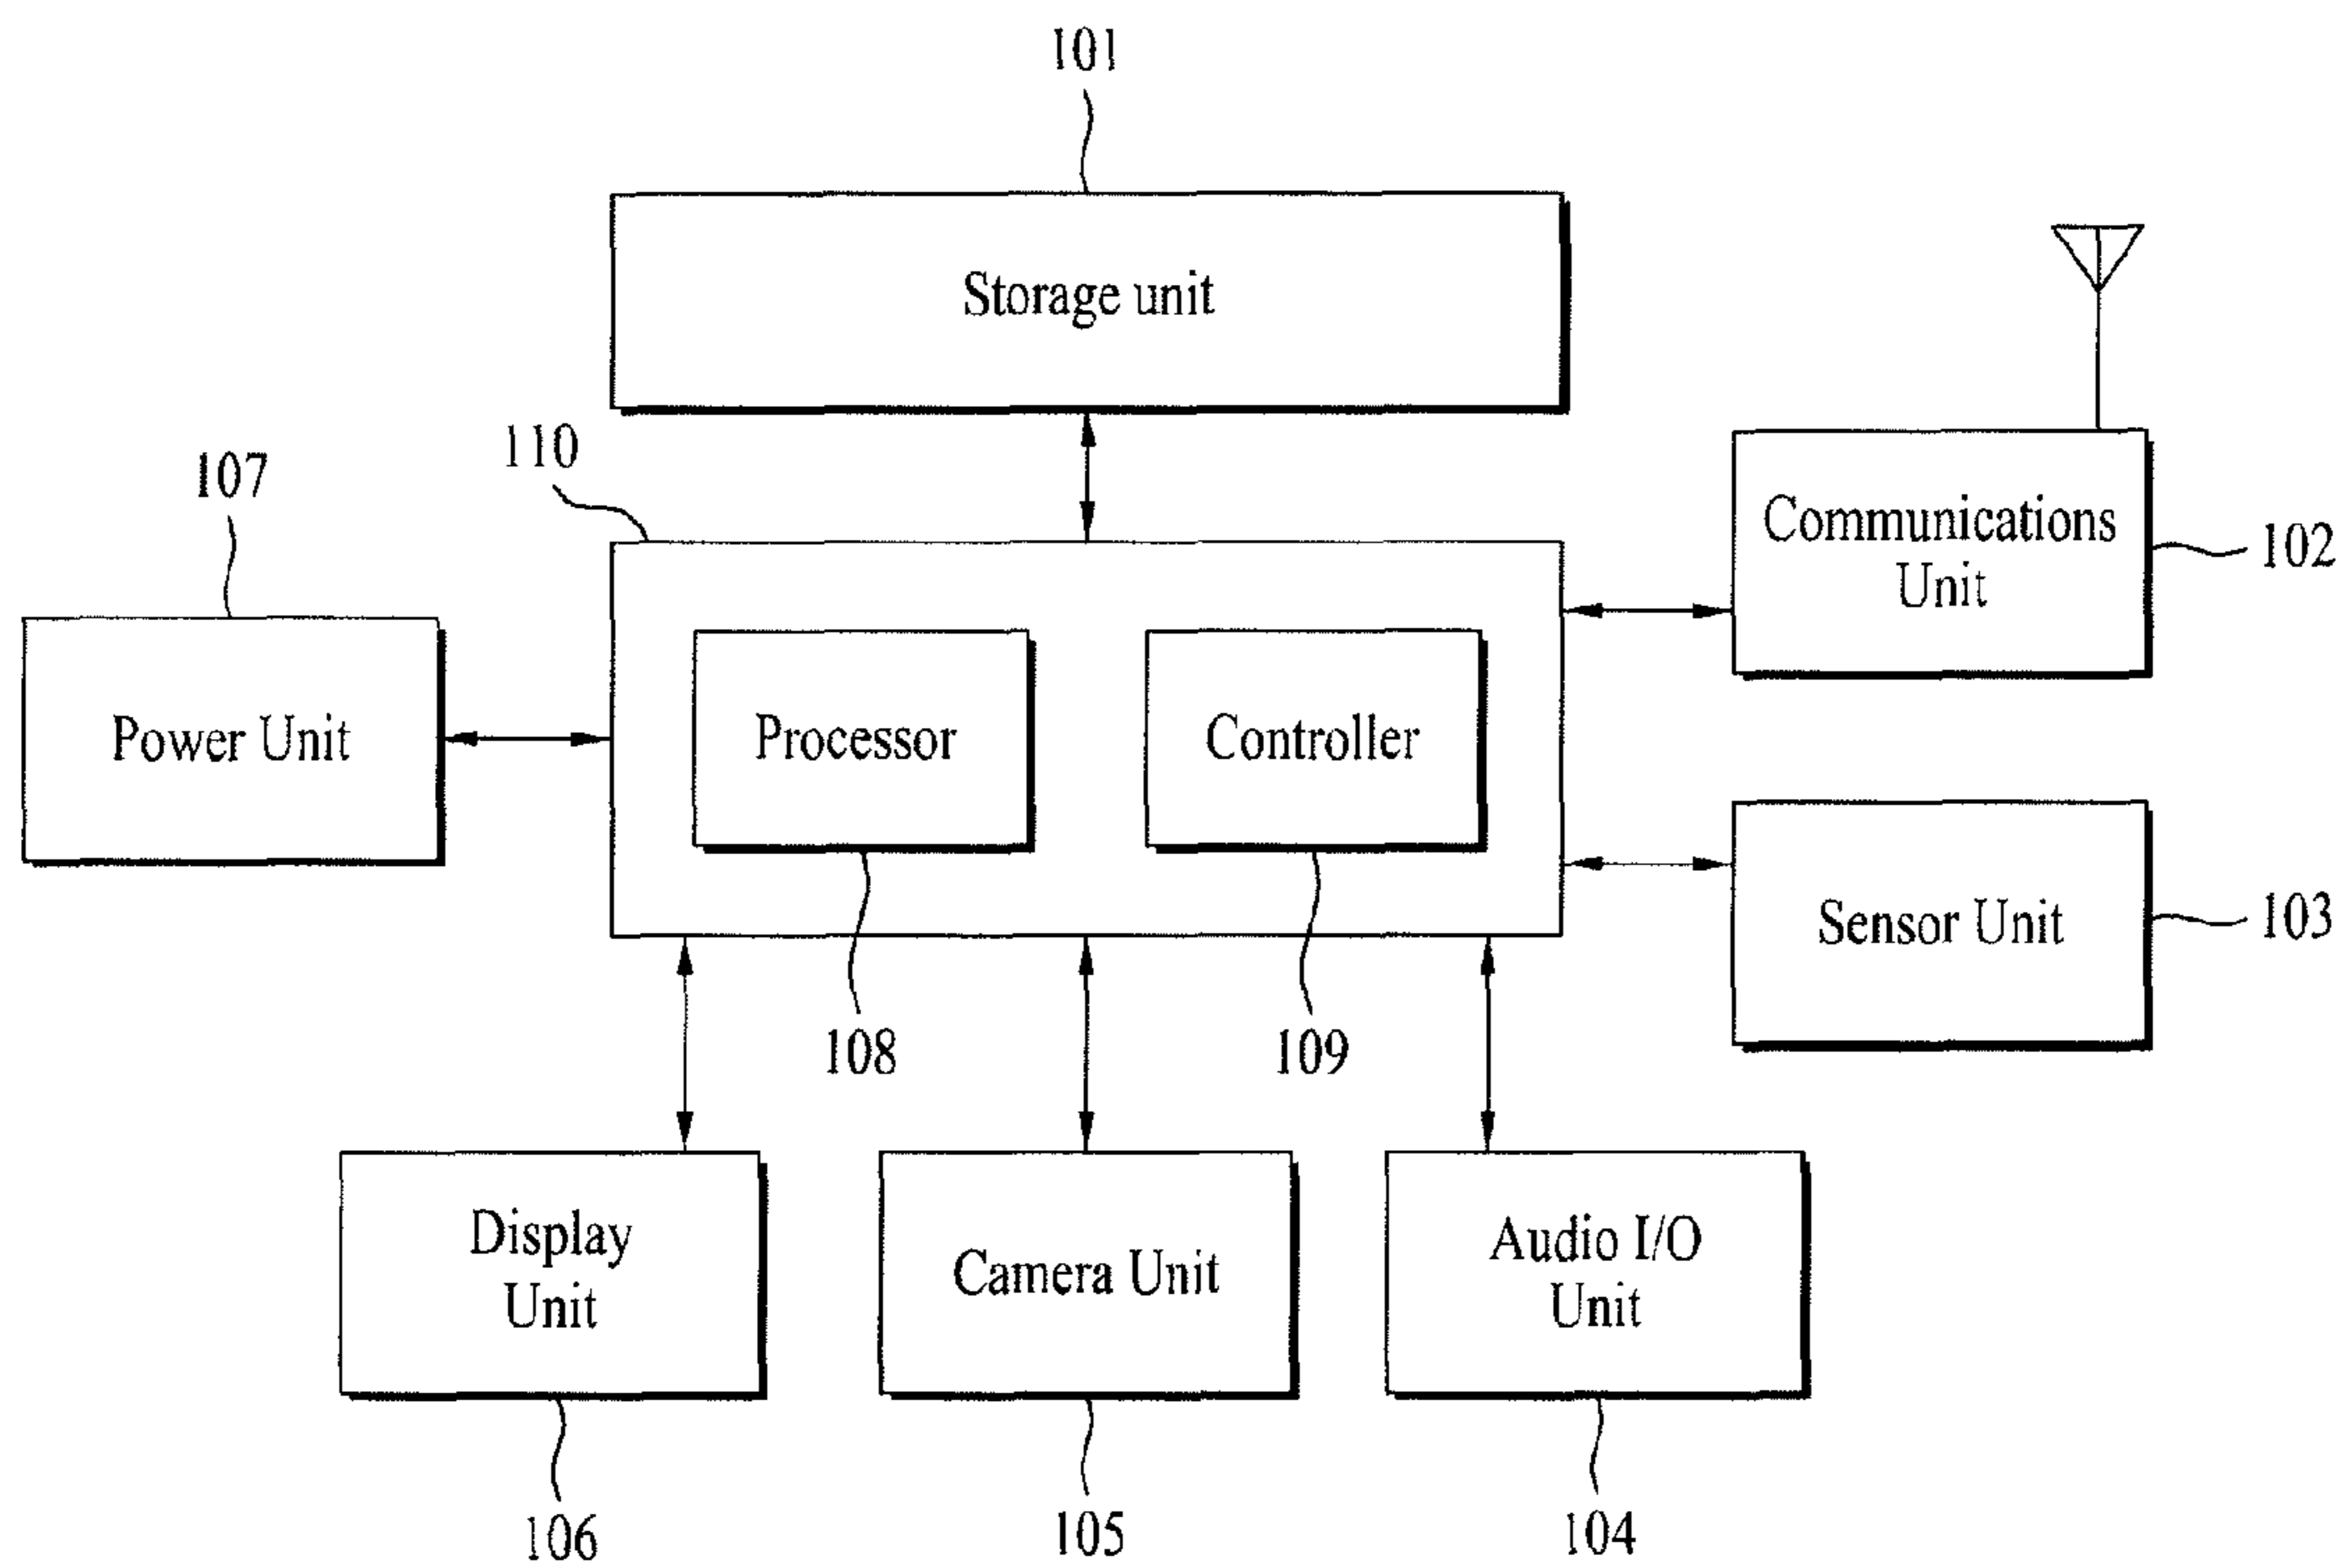 101
Storage unit
110
107
Communications
Unit
102
Power Unit
Processor
Controller
Sensor Unit
103
108
109
Display
Unit
Camera Unit
Audio I/O
Unit
106
105
104